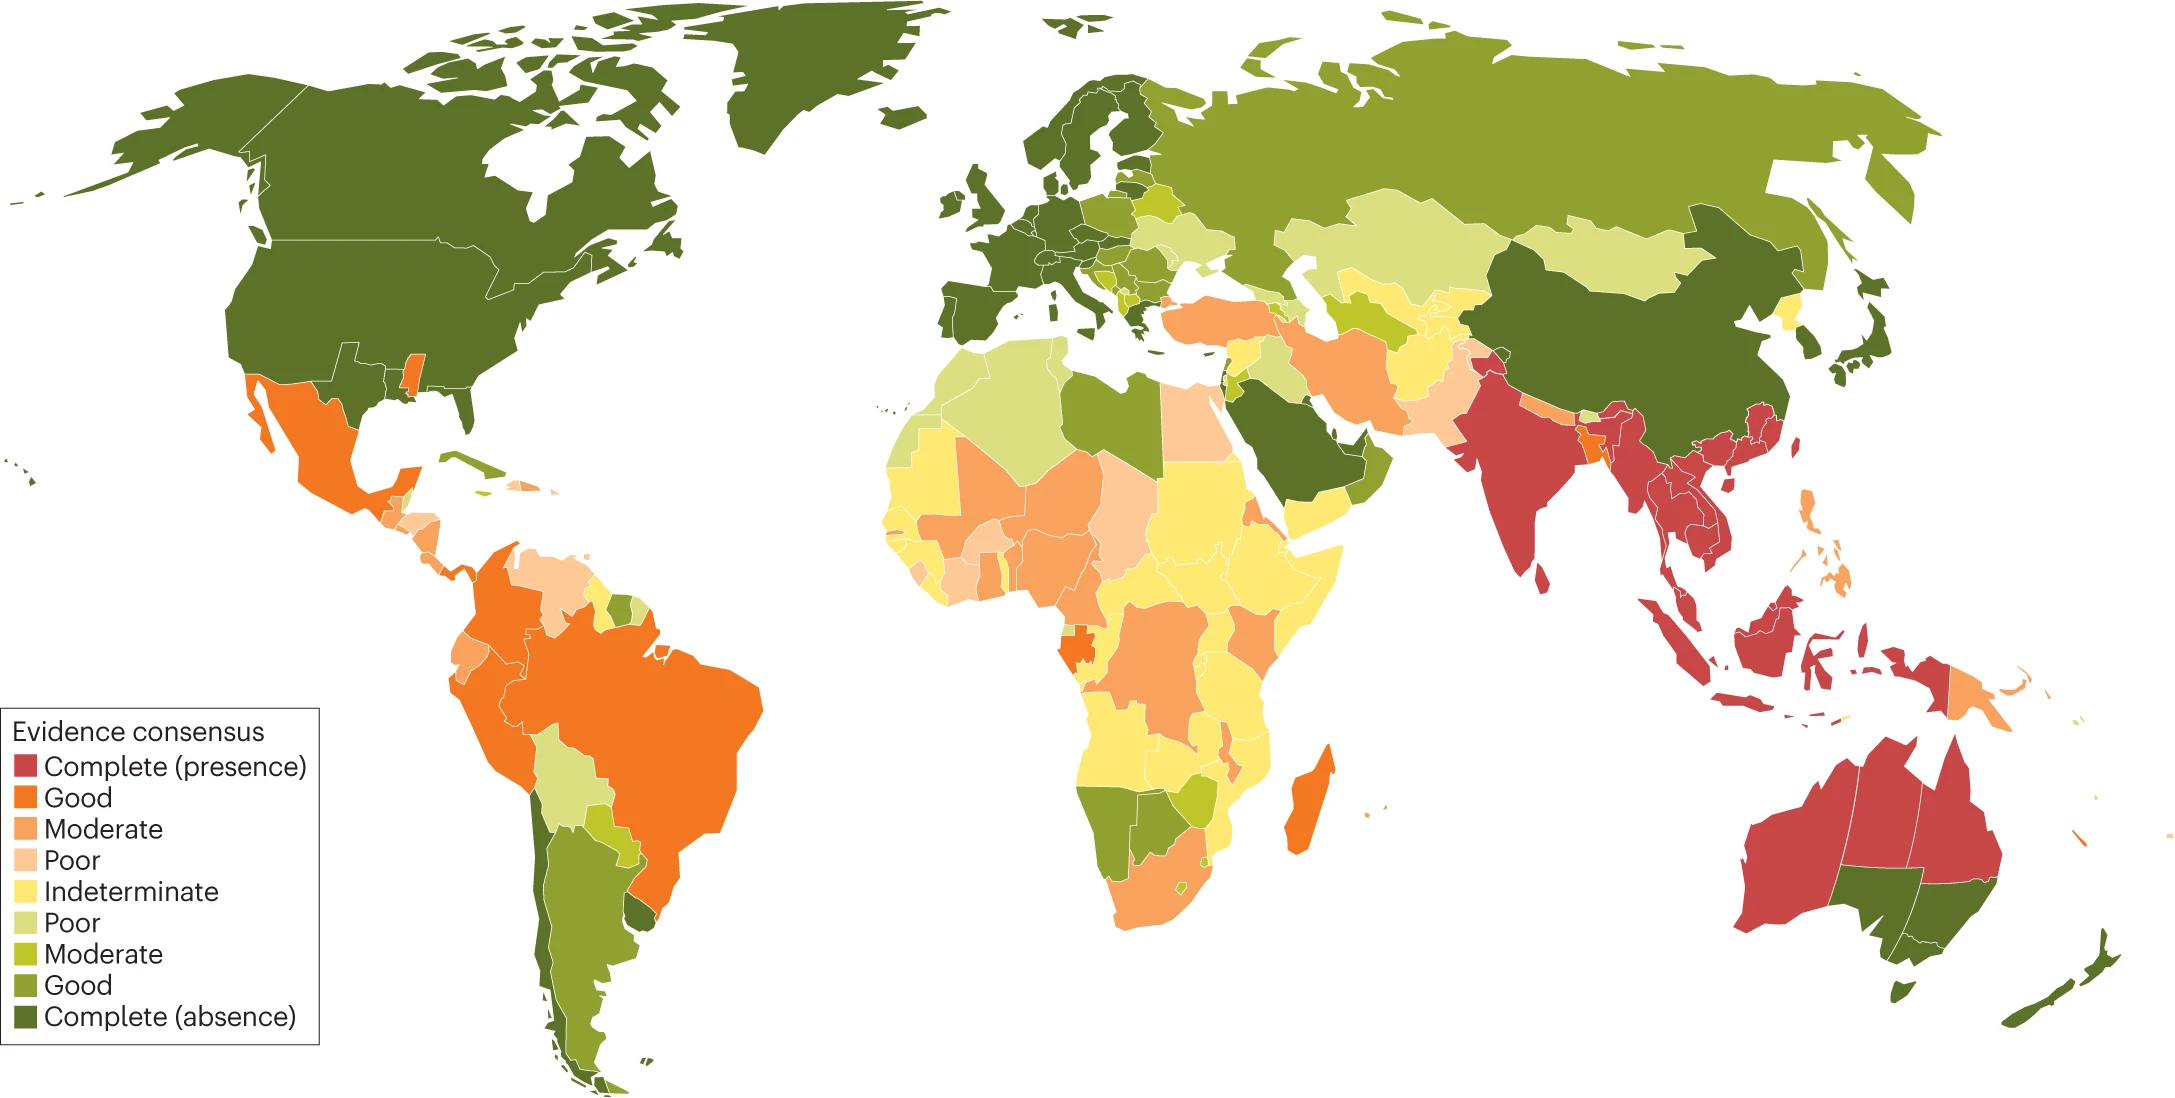 Evidence consensus
Complete (presence)
Good
Moderate
Poor
Indeterminate
Poor
Moderate
Good
Complete (absence)